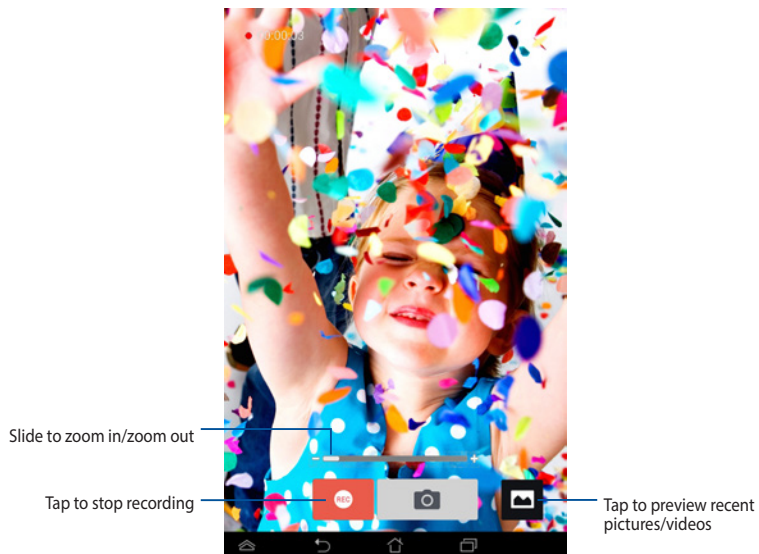 00:00:03
Slide to zoom in/zoom out
- +
Tap to stop recording
REC
Tap to preview recent
pictures/videos